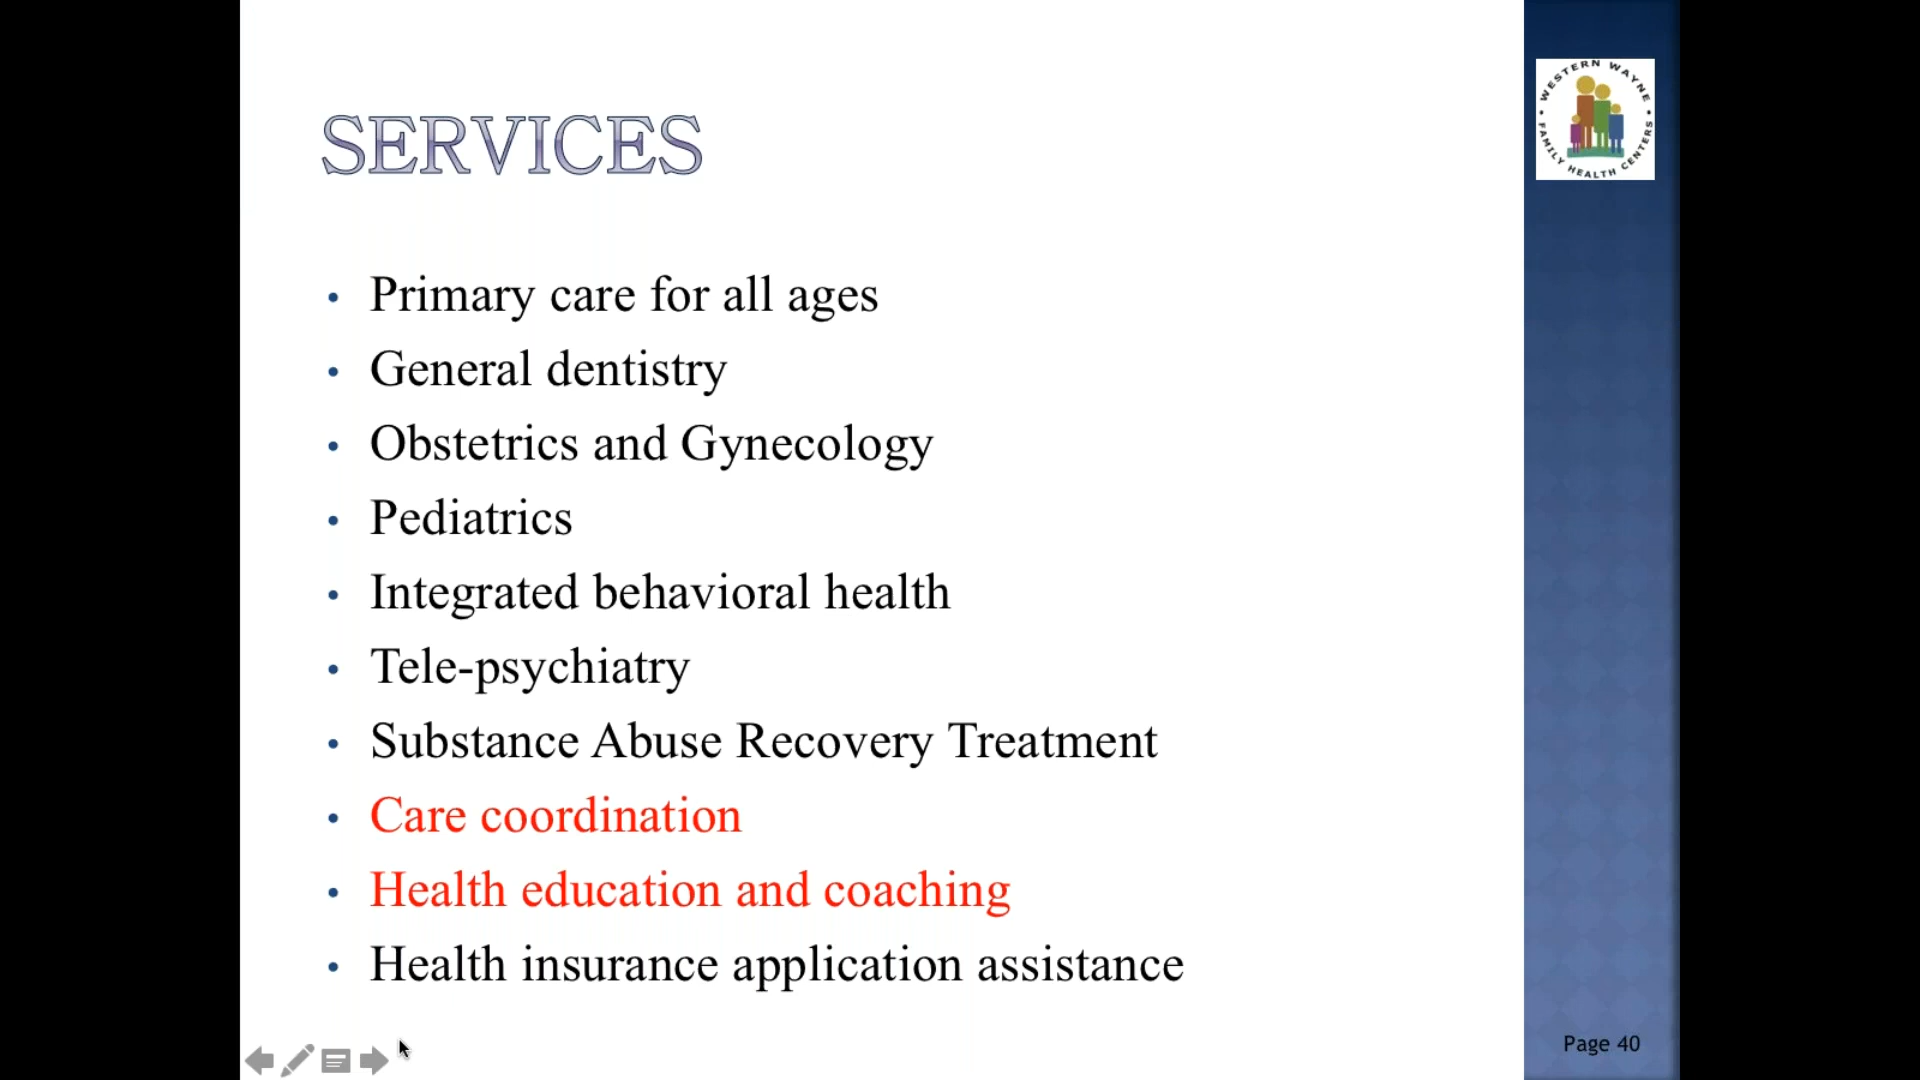 SERVICES
WESTERN WAYNE
FAMILY HEALTH CENTERS
• Primary care for all ages
• General dentistry
• Obstetrics and Gynecology
• Pediatrics
• Integrated behavioral health
• Tele-psychiatry
• Substance Abuse Recovery Treatment
• Care coordination
• Health education and coaching
• Health insurance application assistance
Page 40